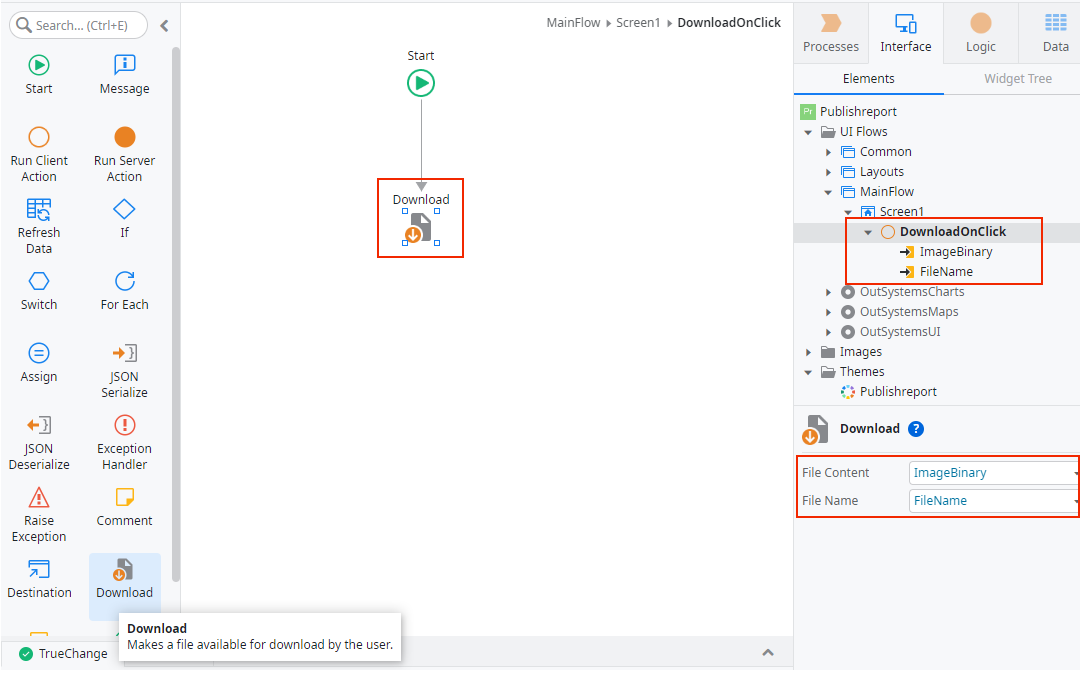 Search... (Ctrl+E)
Start
Message
Run Client
Action
Run Server
Action
Refresh
Data
If
Switch
For Each
Assign
JSON
Serialize
JSON
Deserialize
Exception
Handler
Raise
Exception
Comment
Destination
Download
Download
Makes a file available for download by the user.
TrueChange
MainFlow ▸ Screen1 ▸ DownloadOnClick
Start
Download
Processes
Interface
Logic
Data
Elements
Widget Tree
Pr Publishreport
UI Flows
Common
Layouts
MainFlow
Screen1
DownloadOnClick
ImageBinary
FileName
OutSystemsCharts
OutSystemsMaps
OutSystemsUI
Images
Themes
Publishreport
Download ?
File Content ImageBinary
File Name FileName